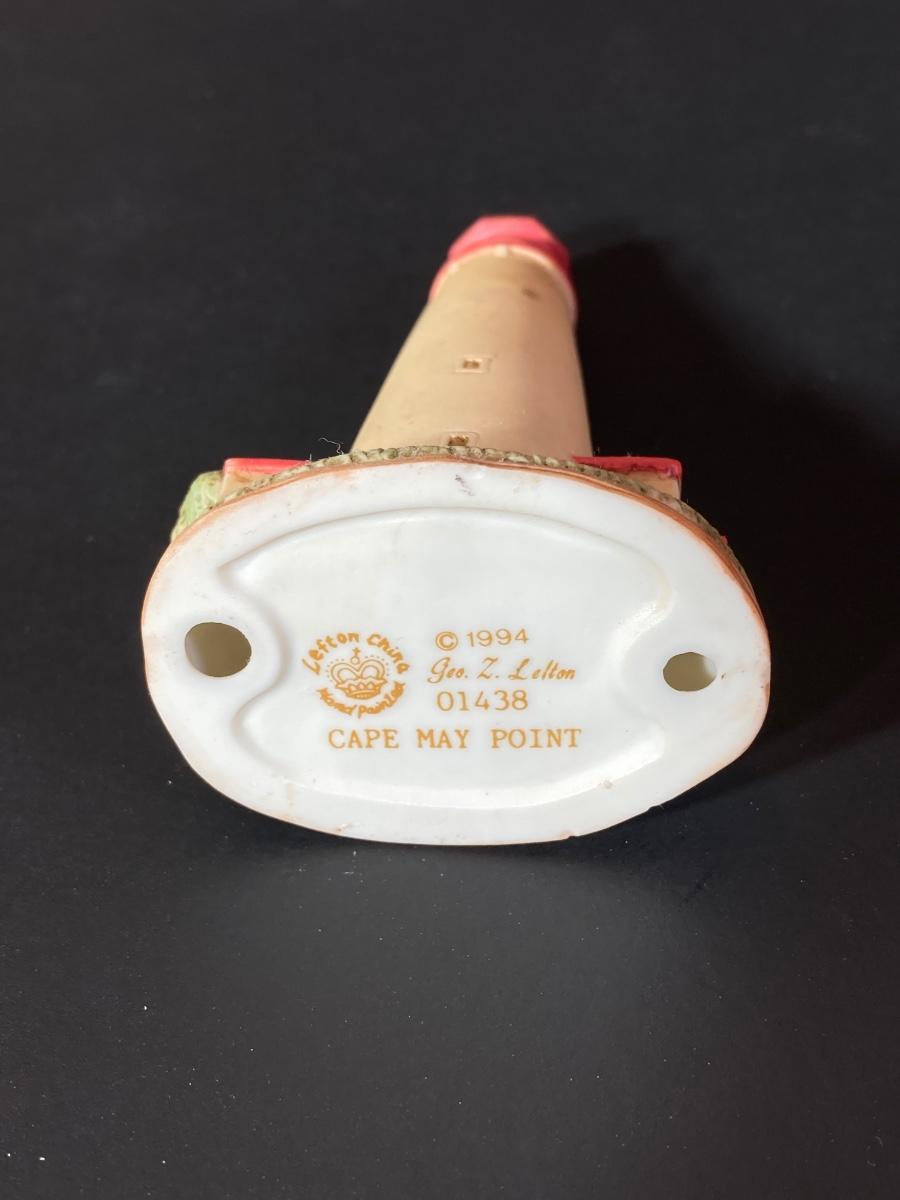 Lefton China
Hand Painted
© 1994
Geo. Z. Lefton
01438
CAPE MAY POINT